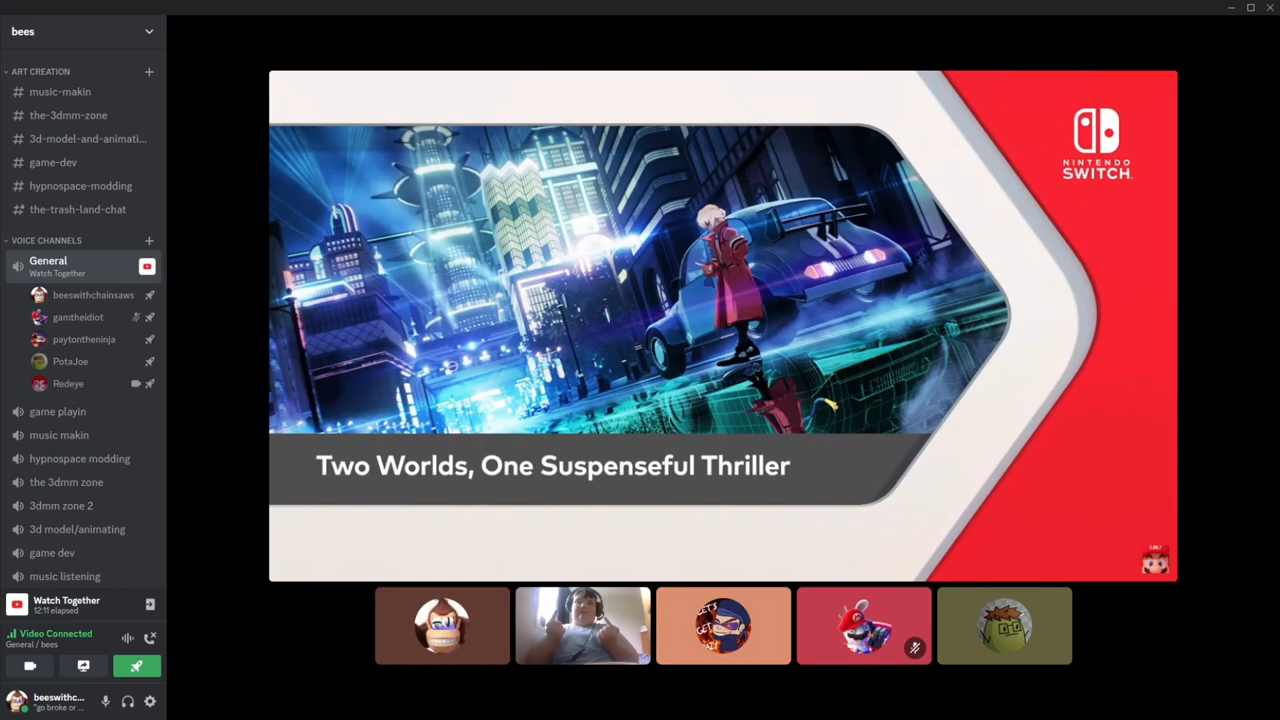 bees
ART CREATION
music-makin
the-3dmm-zone
3d-model-and-animati...
game-dev
hypnospace-modding
the-trash-land-chat
VOICE CHANNELS
General
Watch Together
beeswithchainsaws
gamtheidiot
paytontheninja
PotaJoe
Redeye
game playin
music makin
hypnospace modding
the 3dmm zone
3dmm zone 2
3d model/animating
game dev
music listening
Watch Together
12:11 elapsed
Video Connected
General / bees
beeswithc...
"go broke or ...
NINTENDO
SWITCH
Two Worlds, One Suspenseful Thriller
LET'S
GET